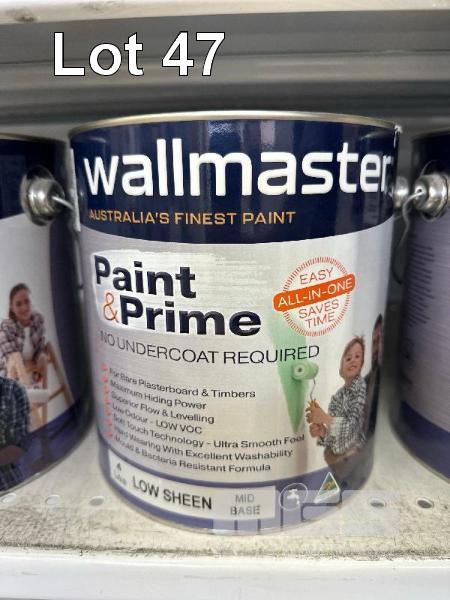 Lot 47
wallmaster
AUSTRALIA'S FINEST PAINT
Paint
& Prime
NO UNDERCOAT REQUIRED
EASY
ALL-IN-ONE
SAVES
TIME
For Bare Plasterboard & Timbers
Maximum Hiding Power
Superior Flow & Levelling
Low Odour - LOW VOC
Soft Touch Technology - Ultra Smooth Feel
Hard Wearing With Excellent Washability
Mould & Bacteria Resistant Formula
4
Litre
LOW SHEEN
MID
BASE